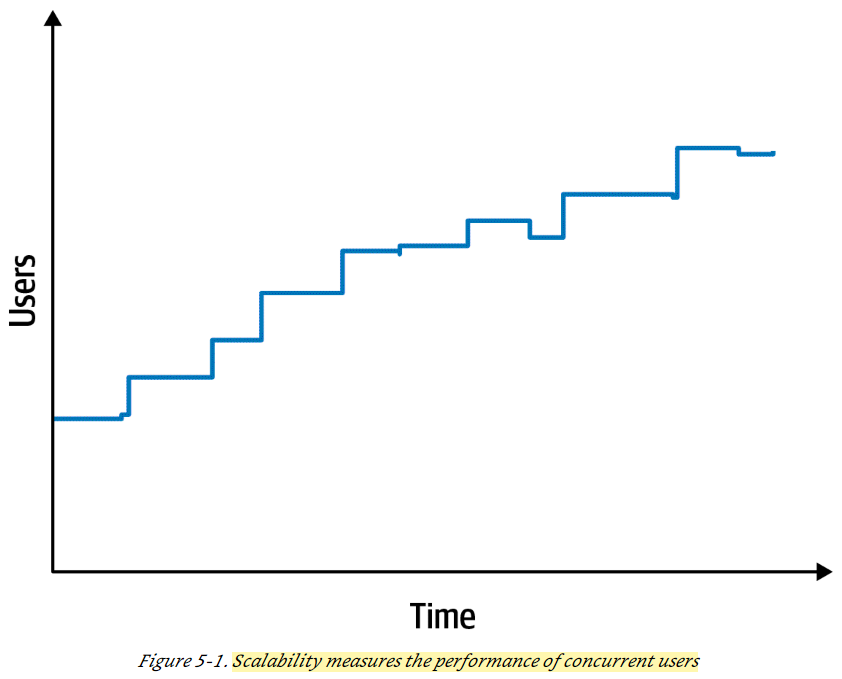 Users
Time
Figure 5-1. Scalability measures the performance of concurrent users